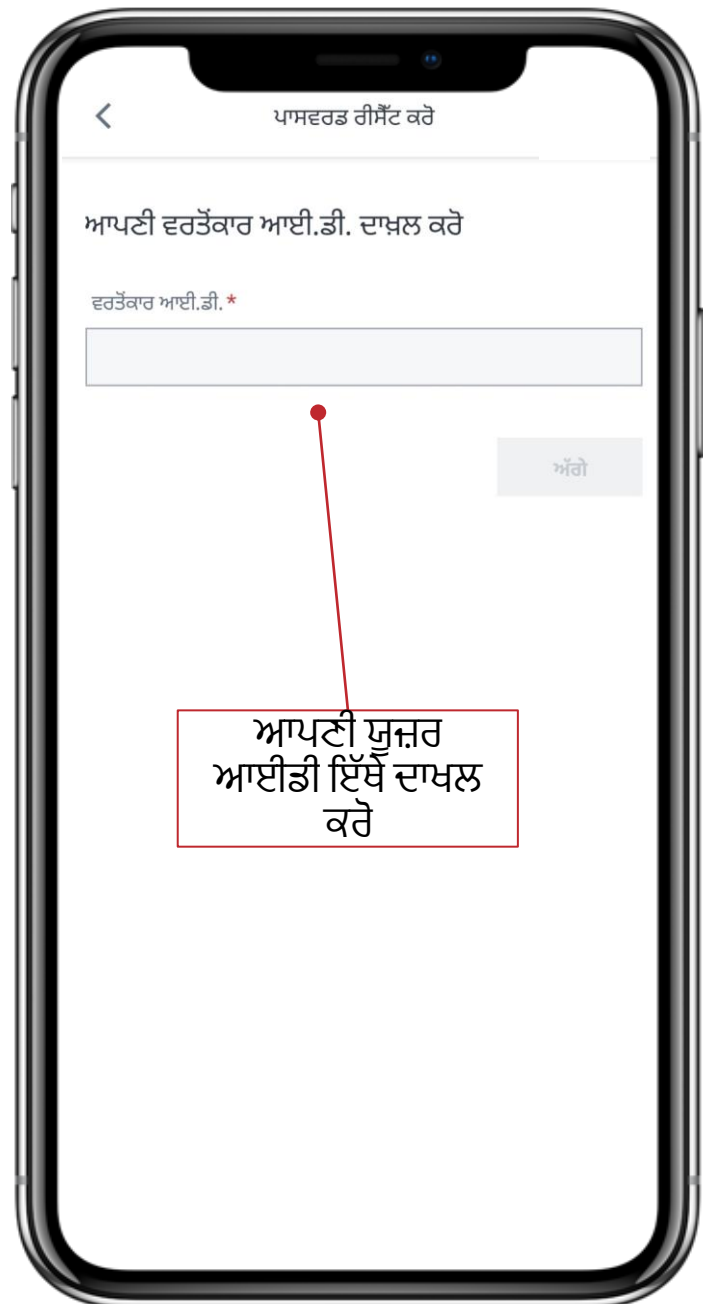 ਪਾਸਵਰਡ ਰੀਸੈੱਟ ਕਰੋ
ਆਪਣੀ ਵਰਤੋਂਕਾਰ ਆਈ.ਡੀ. ਦਾਖ਼ਲ ਕਰੋ
ਵਰਤੋਂਕਾਰ ਆਈ.ਡੀ. *
ਅੱਗੇ
ਆਪਣੀ ਯੂਜ਼ਰ
ਆਈਡੀ ਇੱਥੇ ਦਾਖਲ
ਕਰੋ